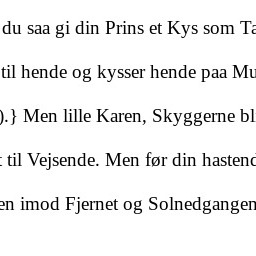 du saa gi din Prins et Kys som Ta
til hende og kysser hende paa Mu
).} Men lille Karen, Skyggerne bl
t til Vejsende. Men før din hastend
en imod Fjernet og Solnedgangen